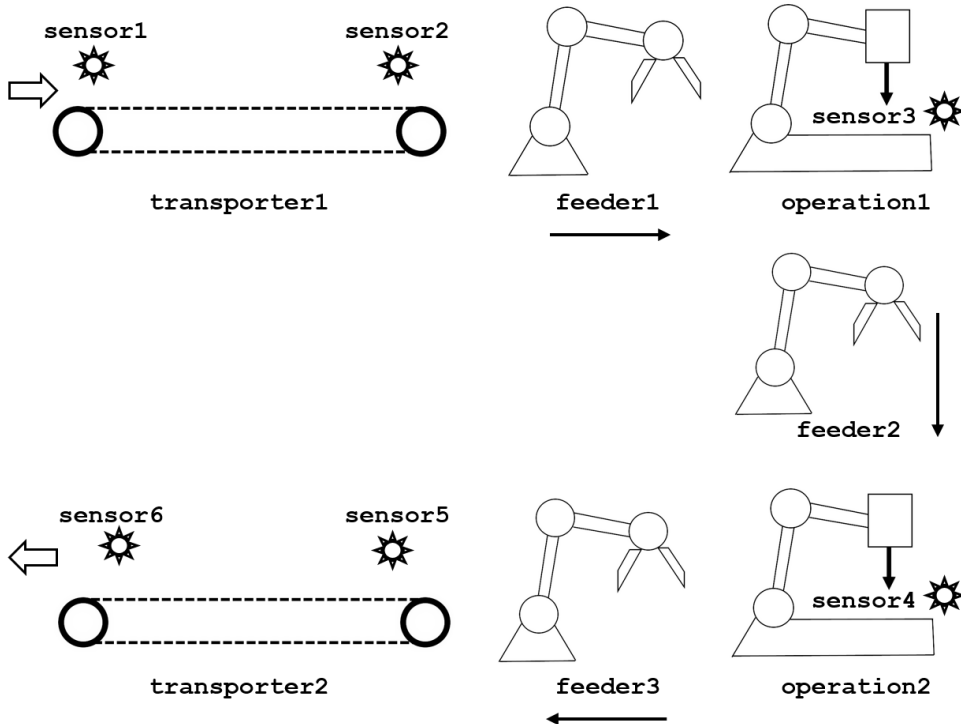 sensor1
sensor2
sensor3
transporter1
feeder1
operation1
feeder2
sensor6
sensor5
sensor4
transporter2
feeder3
operation2